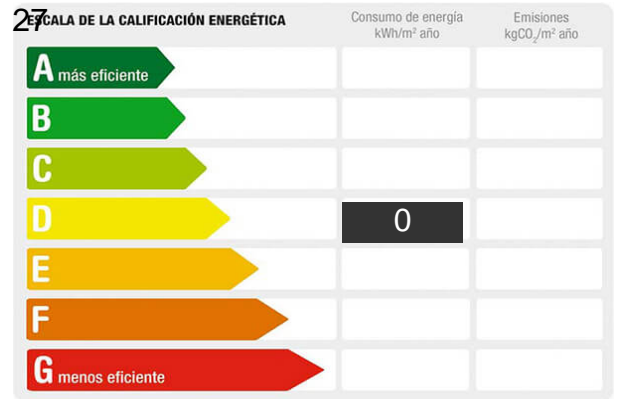 27
ESCALA DE LA CALIFICACIÓN ENERGÉTICA
Consumo de energía
kWh/m² año
Emisiones
kgCO₂/m² año
A más eficiente
B
C
D
0
E
F
G menos eficiente